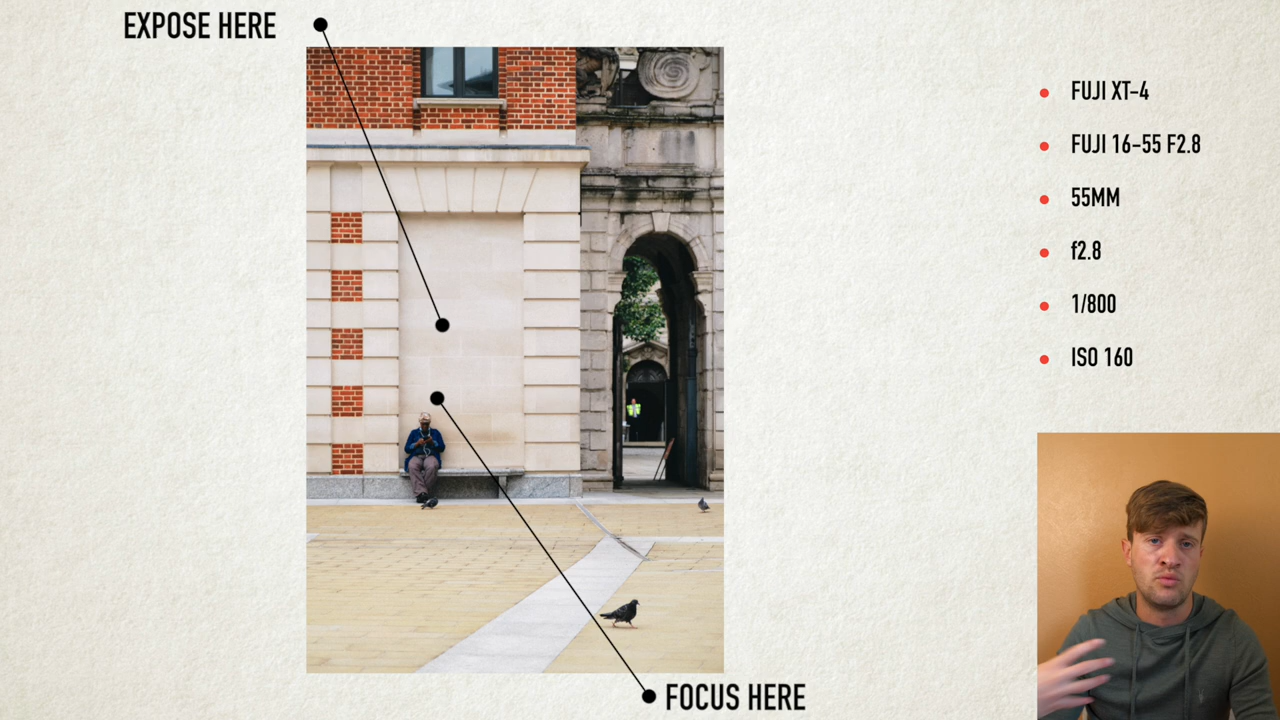 EXPOSE HERE
FUJI XT-4
FUJI 16-55 F2.8
55MM
f2.8
1/800
ISO 160
FOCUS HERE